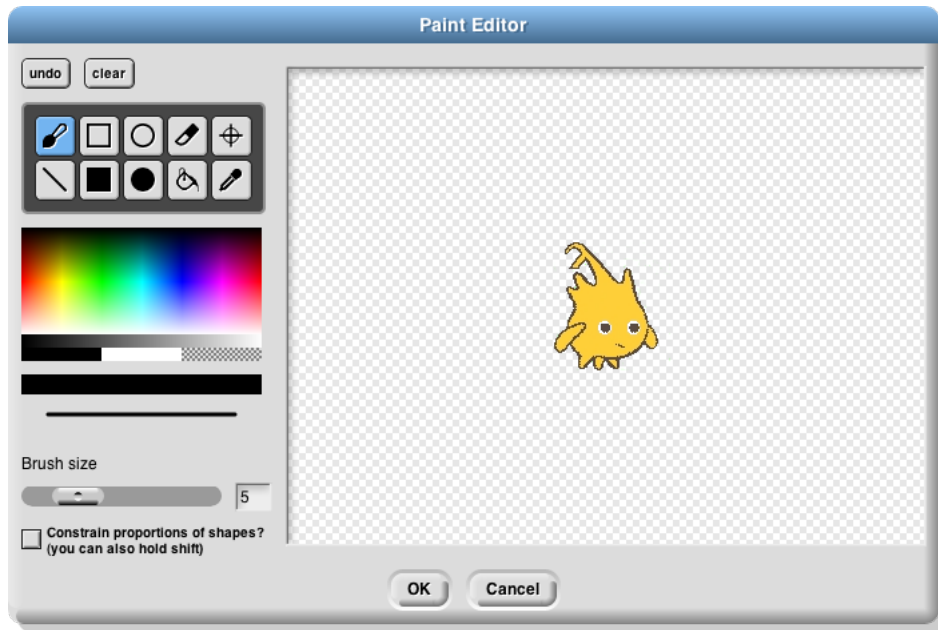 Paint Editor
undo clear
Brush size
5
Constrain proportions of shapes?
(you can also hold shift)
OK Cancel